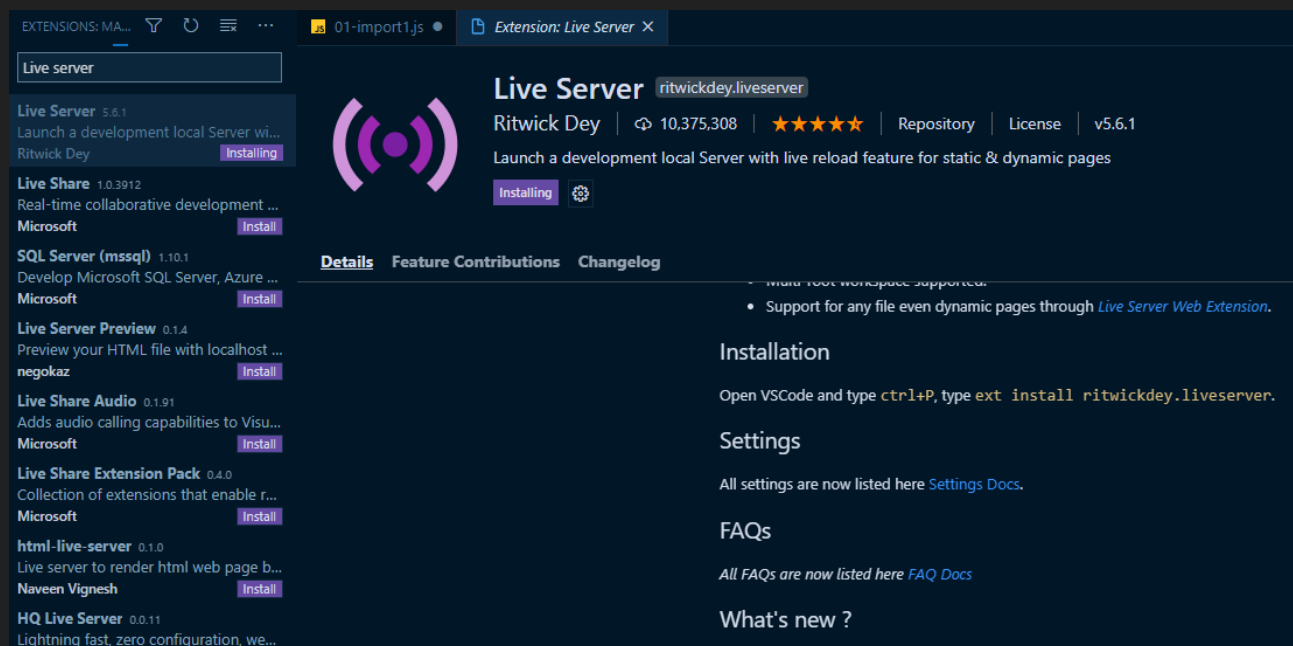 EXTENSIONS: MA...
Live server
Live Server 5.6.1
Launch a development local Server wi...
Ritwick Dey Installing
Live Share 1.0.3912
Real-time collaborative development ...
Microsoft Install
SQL Server (mssql) 1.10.1
Develop Microsoft SQL Server, Azure ...
Microsoft Install
Live Server Preview 0.1.4
Preview your HTML file with localhost ...
negokaz Install
Live Share Audio 0.1.91
Adds audio calling capabilities to Visu...
Microsoft Install
Live Share Extension Pack 0.4.0
Collection of extensions that enable r...
Microsoft Install
html-live-server 0.1.0
Live server to render html web page b...
Naveen Vignesh Install
HQ Live Server 0.0.11
Lightning fast, zero configuration, we...
JS 01-import1.js Extension: Live Server
Live Server ritwickdey.liveserver
Ritwick Dey 10,375,308 Repository License v5.6.1
Launch a development local Server with live reload feature for static & dynamic pages
Installing
Details Feature Contributions Changelog
Multi-root workspace supported.
• Support for any file even dynamic pages through Live Server Web Extension.
Installation
Open VSCode and type ctrl+P, type ext install ritwickdey.liveserver.
Settings
All settings are now listed here Settings Docs.
FAQs
All FAQs are now listed here FAQ Docs
What's new ?